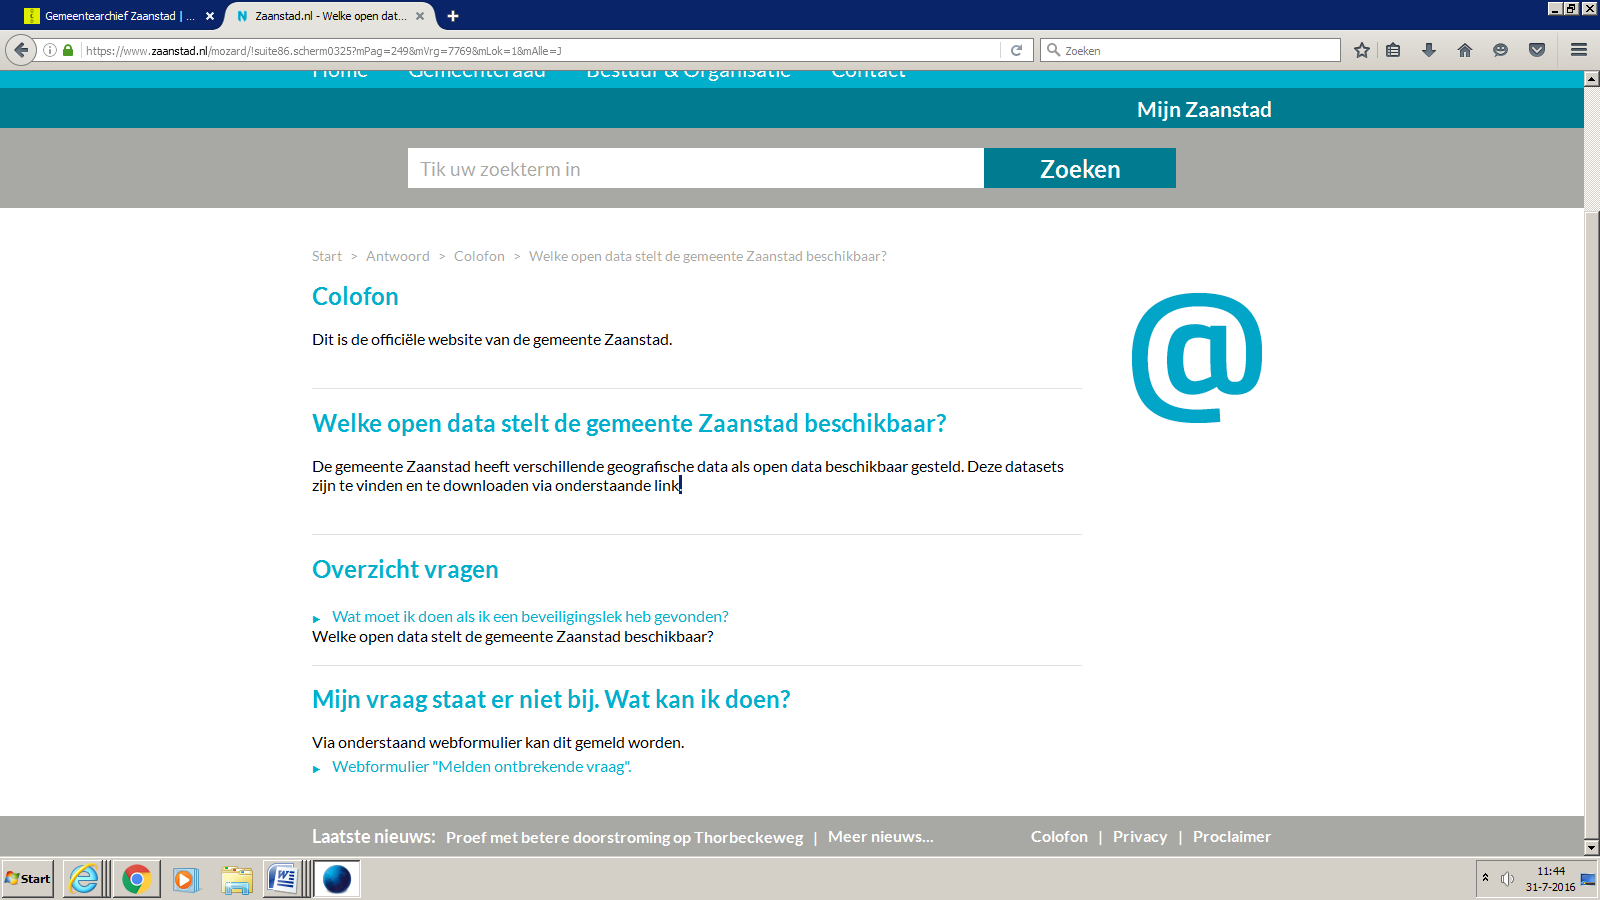 Gemeentearchief Zaanstad | ...
Zaanstad.nl - Welke open dat...
https://www.zaanstad.nl/mozard/!suite86.scherm0325?mPag=249&mVrg=7769&mLok=1&mAlle=J
Zoeken
Home Gemeenteraad Bestuur & Organisatie Contact
Mijn Zaanstad
Tik uw zoekterm in
Zoeken
Start > Antwoord > Colofon > Welke open data stelt de gemeente Zaanstad beschikbaar?
Colofon
Dit is de officiële website van de gemeente Zaanstad.
Welke open data stelt de gemeente Zaanstad beschikbaar?
De gemeente Zaanstad heeft verschillende geografische data als open data beschikbaar gesteld. Deze datasets
zijn te vinden en te downloaden via onderstaande link.
Overzicht vragen
Wat moet ik doen als ik een beveiligingslek heb gevonden?
Welke open data stelt de gemeente Zaanstad beschikbaar?
Mijn vraag staat er niet bij. Wat kan ik doen?
Via onderstaand webformulier kan dit gemeld worden.
Webformulier "Melden ontbrekende vraag".
Laatste nieuws: Proef met betere doorstroming op Thorbeckeweg | Meer nieuws...
Colofon | Privacy | Proclaimer
Start
11:44
31-7-2016